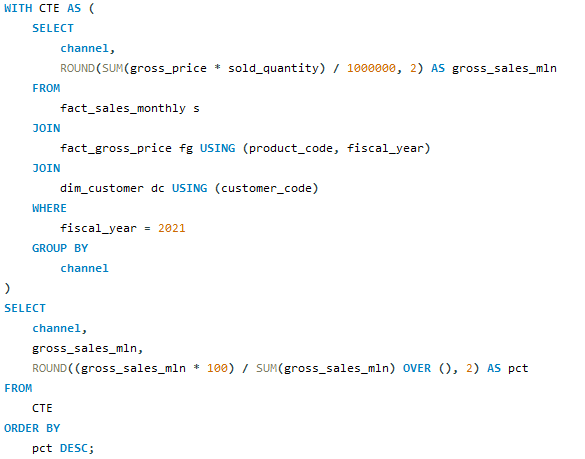 WITH CTE AS (
    SELECT
        channel,
        ROUND(SUM(gross_price * sold_quantity) / 1000000, 2) AS gross_sales_mln
    FROM
        fact_sales_monthly s
    JOIN
        fact_gross_price fg USING (product_code, fiscal_year)
    JOIN
        dim_customer dc USING (customer_code)
    WHERE
        fiscal_year = 2021
    GROUP BY
        channel
)
SELECT
    channel,
    gross_sales_mln,
    ROUND((gross_sales_mln * 100) / SUM(gross_sales_mln) OVER (), 2) AS pct
FROM
    CTE
ORDER BY
    pct DESC;